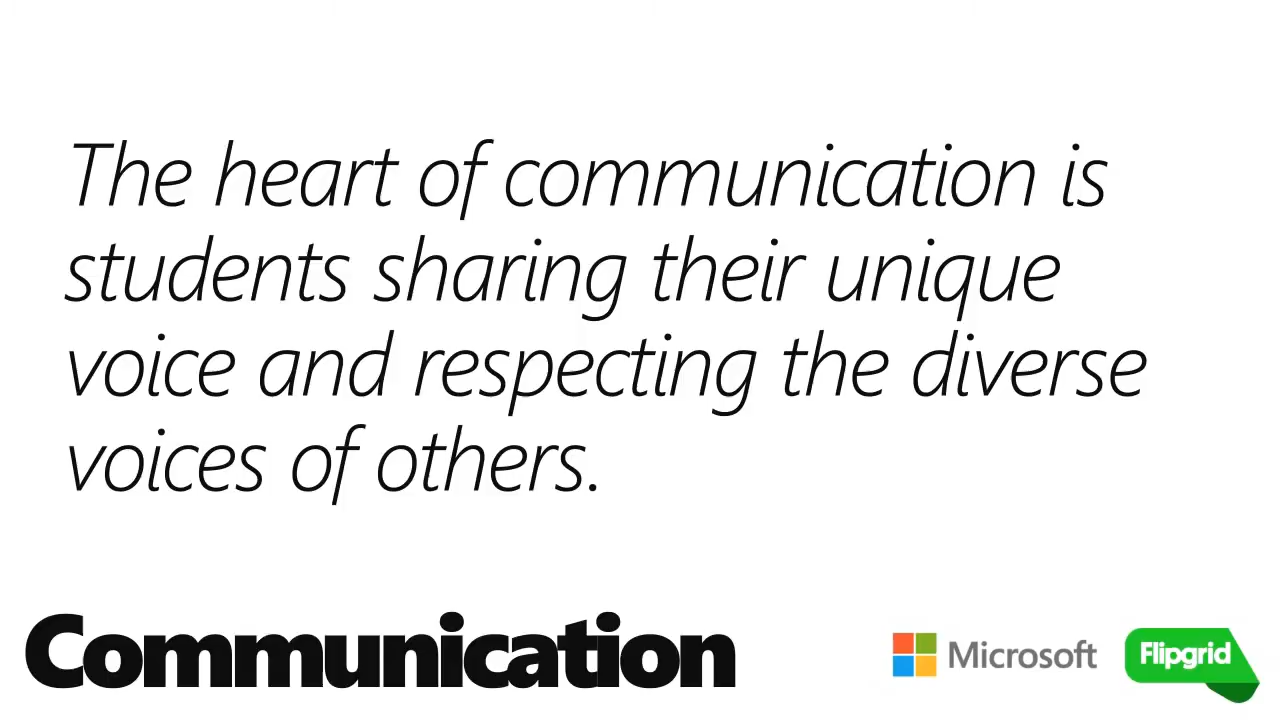 The heart of communication is
students sharing their unique
voice and respecting the diverse
voices of others.
Communication
Microsoft
Flipgrid